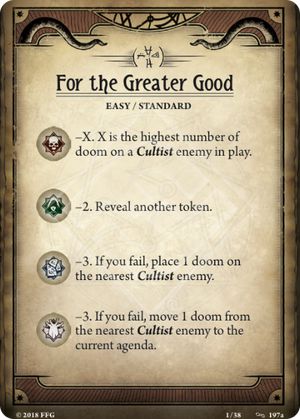 For the Greater Good
EASY / STANDARD
–X. X is the highest number of
doom on a Cultist enemy in play.
–2. Reveal another token.
–3. If you fail, place 1 doom on
the nearest Cultist enemy.
–3. If you fail, move 1 doom from
the nearest Cultist enemy to the
current agenda.
© 2018 FFG
1/38
197a